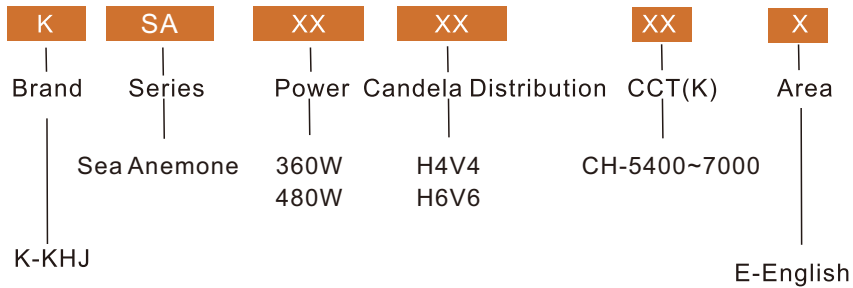 K SA XX XX XX X
Brand Series Power Candela Distribution CCT(K) Area
Sea Anemone 360W H4V4 CH-5400~7000
480W H6V6
K-KHJ
E-English